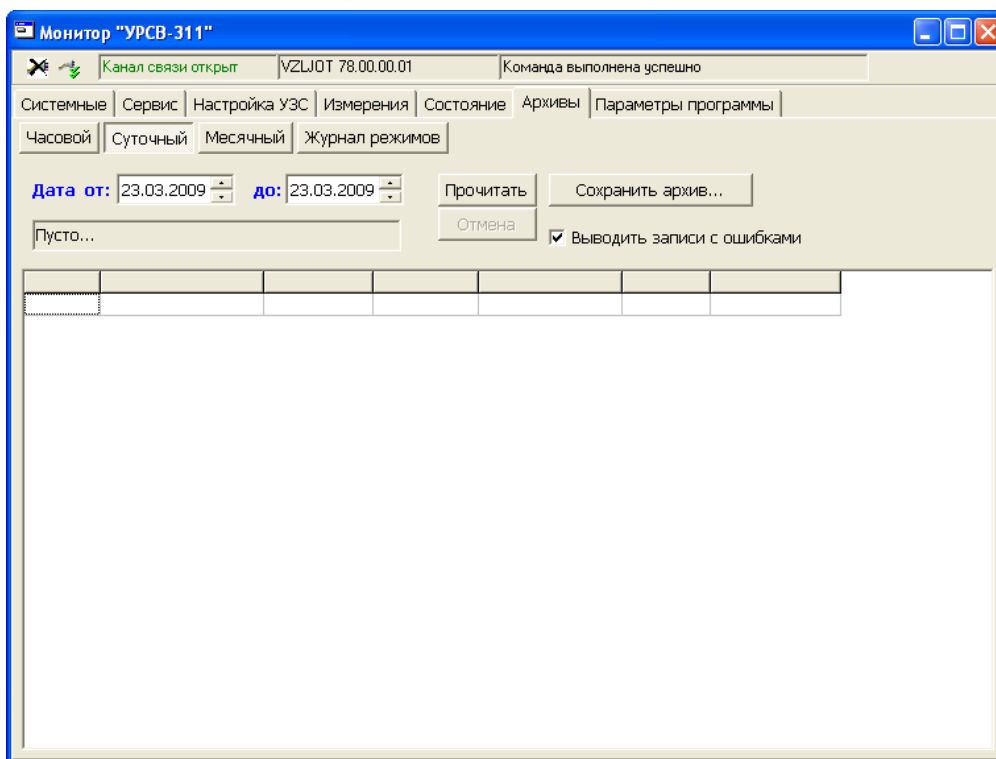 Монитор "УРСВ-311"
Канал связи открыт VZLJOT 78.00.00.01 Команда выполнена успешно
Системные Сервис Настройка УЗС Измерения Состояние Архивы Параметры программы
Часовой Суточный Месячный Журнал режимов
Дата от: 23.03.2009 до: 23.03.2009 Прочитать Сохранить архив...
Пусто... Отмена Выводить записи с ошибками